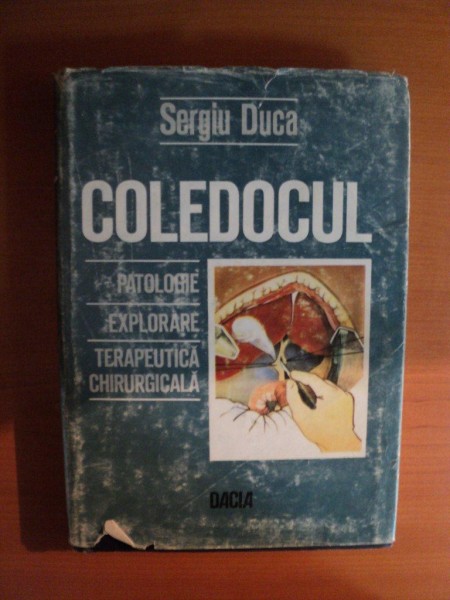 Sergiu Duca
COLEDOCUL
PATOLOGIE
EXPLORARE
TERAPEUTICĂ
CHIRURGICALĂ
DACIA